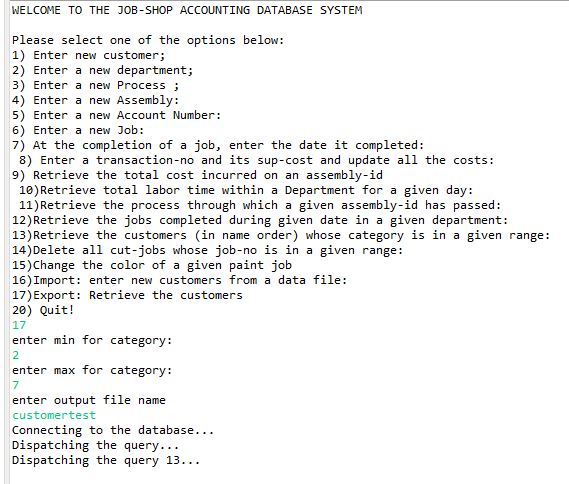 WELCOME TO THE JOB-SHOP ACCOUNTING DATABASE SYSTEM
Please select one of the options below:
1) Enter new customer;
2) Enter a new department;
3) Enter a new Process ;
4) Enter a new Assembly:
5) Enter a new Account Number:
6) Enter a new Job:
7) At the completion of a job, enter the date it completed:
8) Enter a transaction-no and its sup-cost and update all the costs:
9) Retrieve the total cost incurred on an assembly-id
10)Retrieve total labor time within a Department for a given day:
11)Retrieve the process through which a given assembly-id has passed:
12)Retrieve the jobs completed during given date in a given department:
13)Retrieve the customers (in name order) whose category is in a given range:
14)Delete all cut-jobs whose job-no is in a given range:
15)Change the color of a given paint job
16)Import: enter new customers from a data file:
17)Export: Retrieve the customers
20) Quit!
17
enter min for category:
2
enter max for category:
7
enter output file name
customertest
Connecting to the database...
Dispatching the query...
Dispatching the query 13...